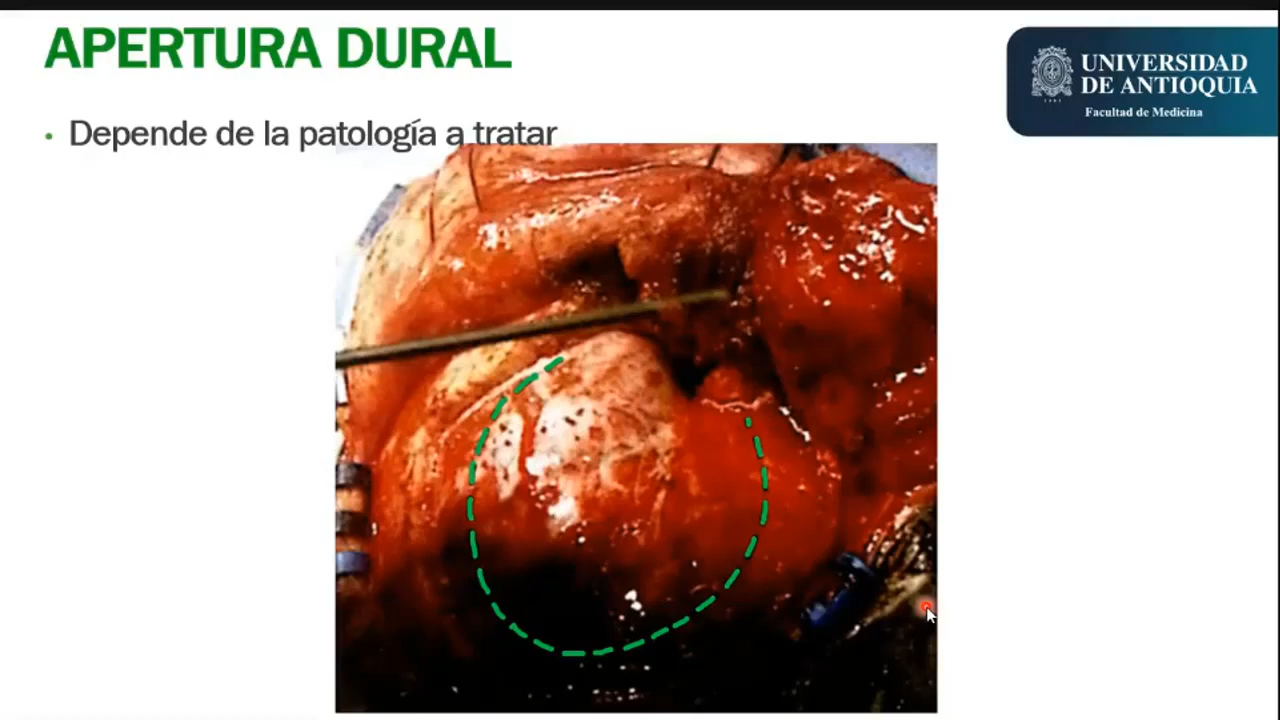 APERTURA DURAL
UNIVERSIDAD
DE ANTIOQUIA
Facultad de Medicina
• Depende de la patología a tratar